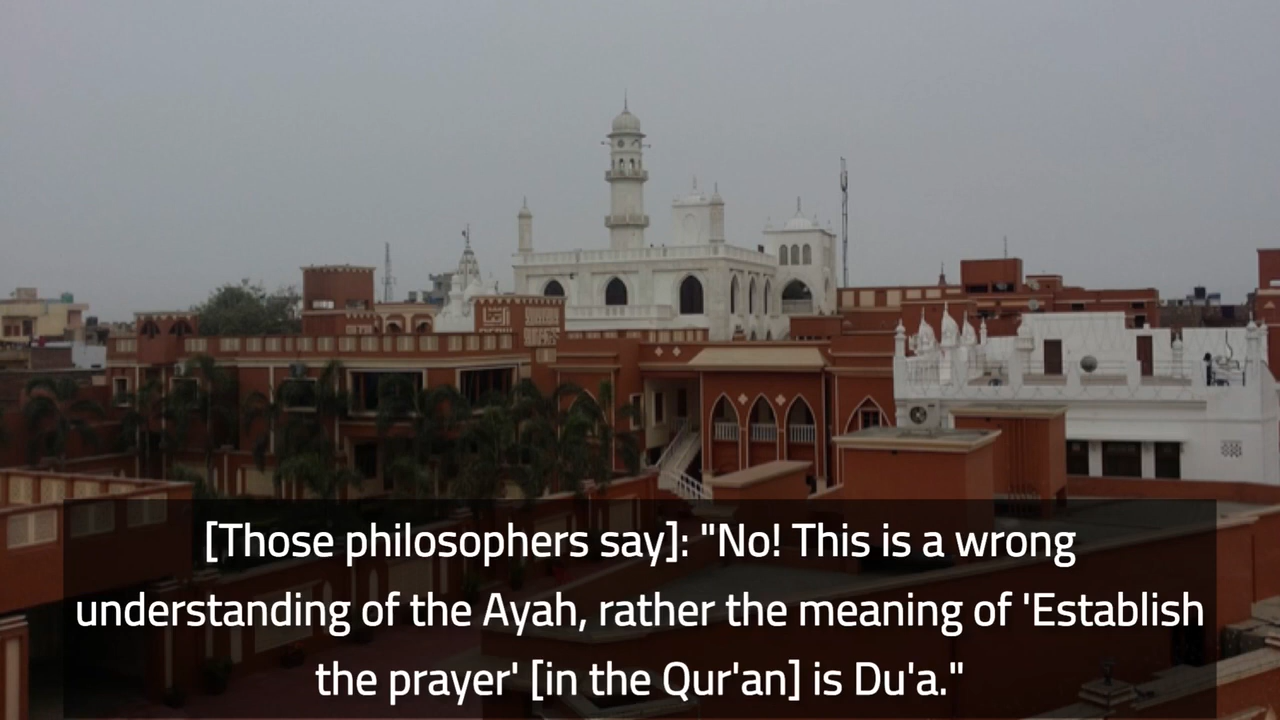 [Those philosophers say]: "No! This is a wrong
understanding of the Ayah, rather the meaning of 'Establish
the prayer' [in the Qur'an] is Du'a."